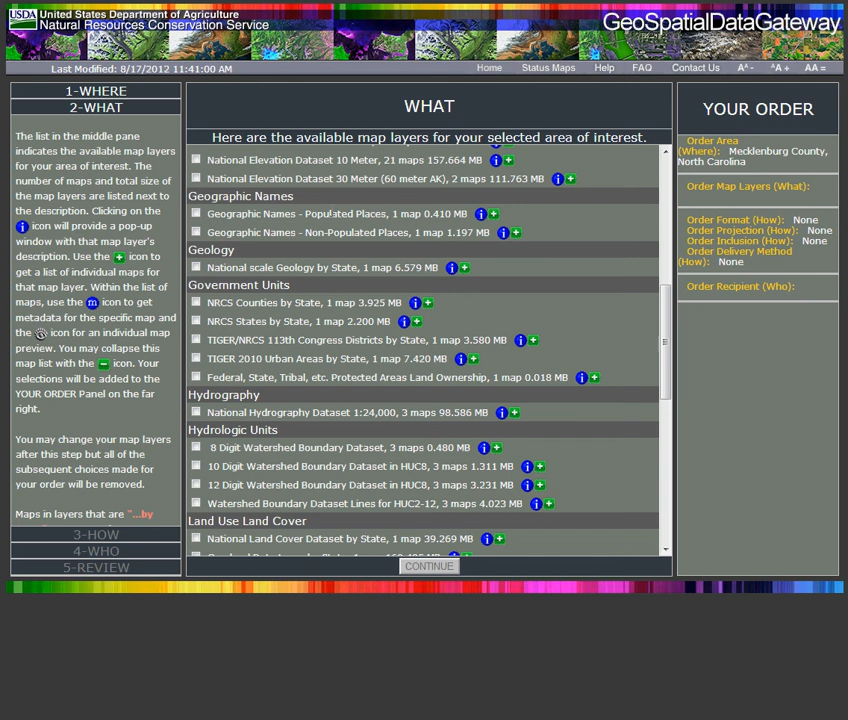 USDA United States Department of Agriculture
Natural Resources Conservation Service
GeoSpatialDataGateway
Last Modified: 8/17/2012 11:41:00 AM
Home Status Maps Help FAQ Contact Us AA - AA + AA =
1-WHERE
2-WHAT
The list in the middle pane
indicates the available map layers
for your area of interest. The
number of maps and total size of
the map layers are listed next to
the description. Clicking on the
i icon will provide a pop-up
window with that map layer's
description. Use the + icon to
get a list of individual maps for
that map layer. Within the list of
maps, use the m icon to get
metadata for the specific map and
the icon for an individual map
preview. You may collapse this
map list with the - icon. Your
selections will be added to the
YOUR ORDER Panel on the far
right.
You may change your map layers
after this step but all of the
subsequent choices made for
your order will be removed.
Maps in layers that are "...by
3-HOW
4-WHO
5-REVIEW
WHAT
Here are the available map layers for your selected area of interest.
National Elevation Dataset 10 Meter, 21 maps 157.664 MB
National Elevation Dataset 30 Meter (60 meter AK), 2 maps 111.763 MB
Geographic Names
Geographic Names - Populated Places, 1 map 0.410 MB
Geographic Names - Non-Populated Places, 1 map 1.197 MB
Geology
National scale Geology by State, 1 map 6.579 MB
Government Units
NRCS Counties by State, 1 map 3.925 MB
NRCS States by State, 1 map 2.200 MB
TIGER/NRCS 113th Congress Districts by State, 1 map 3.580 MB
TIGER 2010 Urban Areas by State, 1 map 7.420 MB
Federal, State, Tribal, etc. Protected Areas Land Ownership, 1 map 0.018 MB
Hydrography
National Hydrography Dataset 1:24,000, 3 maps 98.586 MB
Hydrologic Units
8 Digit Watershed Boundary Dataset, 3 maps 0.480 MB
10 Digit Watershed Boundary Dataset in HUC8, 3 maps 1.311 MB
12 Digit Watershed Boundary Dataset in HUC8, 3 maps 3.231 MB
Watershed Boundary Dataset Lines for HUC2-12, 3 maps 4.023 MB
Land Use Land Cover
National Land Cover Dataset by State, 1 map 39.269 MB
CONTINUE
YOUR ORDER
Order Area
(Where): Mecklenburg County,
North Carolina
Order Map Layers (What):
Order Format (How): None
Order Projection (How): None
Order Inclusion (How): None
Order Delivery Method
(How): None
Order Recipient (Who):